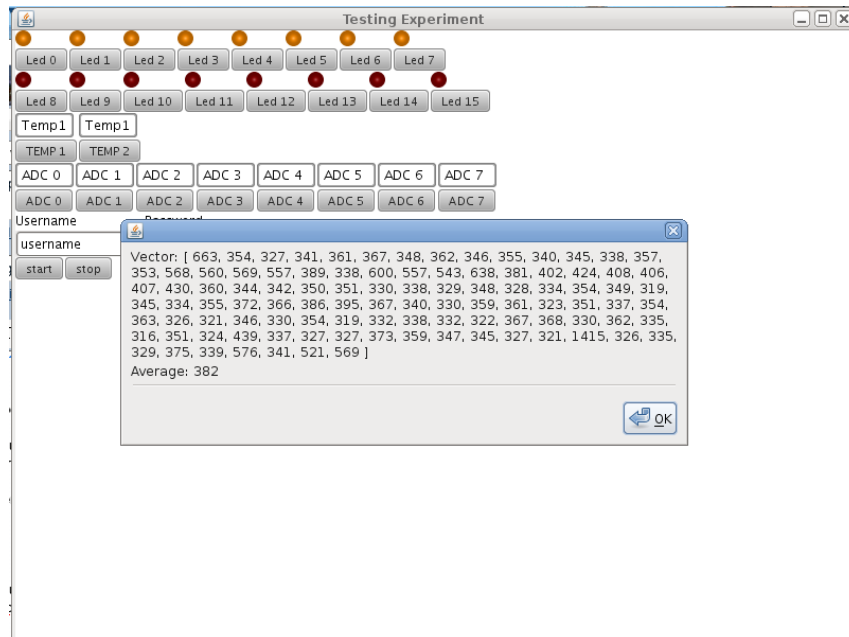 Testing Experiment
Led 0 Led 1 Led 2 Led 3 Led 4 Led 5 Led 6 Led 7
Led 8 Led 9 Led 10 Led 11 Led 12 Led 13 Led 14 Led 15
Temp1 Temp1
TEMP 1 TEMP 2
ADC 0 ADC 1 ADC 2 ADC 3 ADC 4 ADC 5 ADC 6 ADC 7
ADC 0 ADC 1 ADC 2 ADC 3 ADC 4 ADC 5 ADC 6 ADC 7
Username
username
start stop
Vector: [ 663, 354, 327, 341, 361, 367, 348, 362, 346, 355, 340, 345, 338, 357,
353, 568, 560, 569, 557, 389, 338, 600, 557, 543, 638, 381, 402, 424, 408, 406,
407, 430, 360, 344, 342, 350, 351, 330, 338, 329, 348, 328, 334, 354, 349, 319,
345, 334, 355, 372, 366, 386, 395, 367, 340, 330, 359, 361, 323, 351, 337, 354,
363, 326, 321, 346, 330, 354, 319, 332, 338, 332, 322, 367, 368, 330, 362, 335,
316, 351, 324, 439, 337, 327, 327, 373, 359, 347, 345, 327, 321, 1415, 326, 335,
329, 375, 339, 576, 341, 521, 569 ]
Average: 382
OK